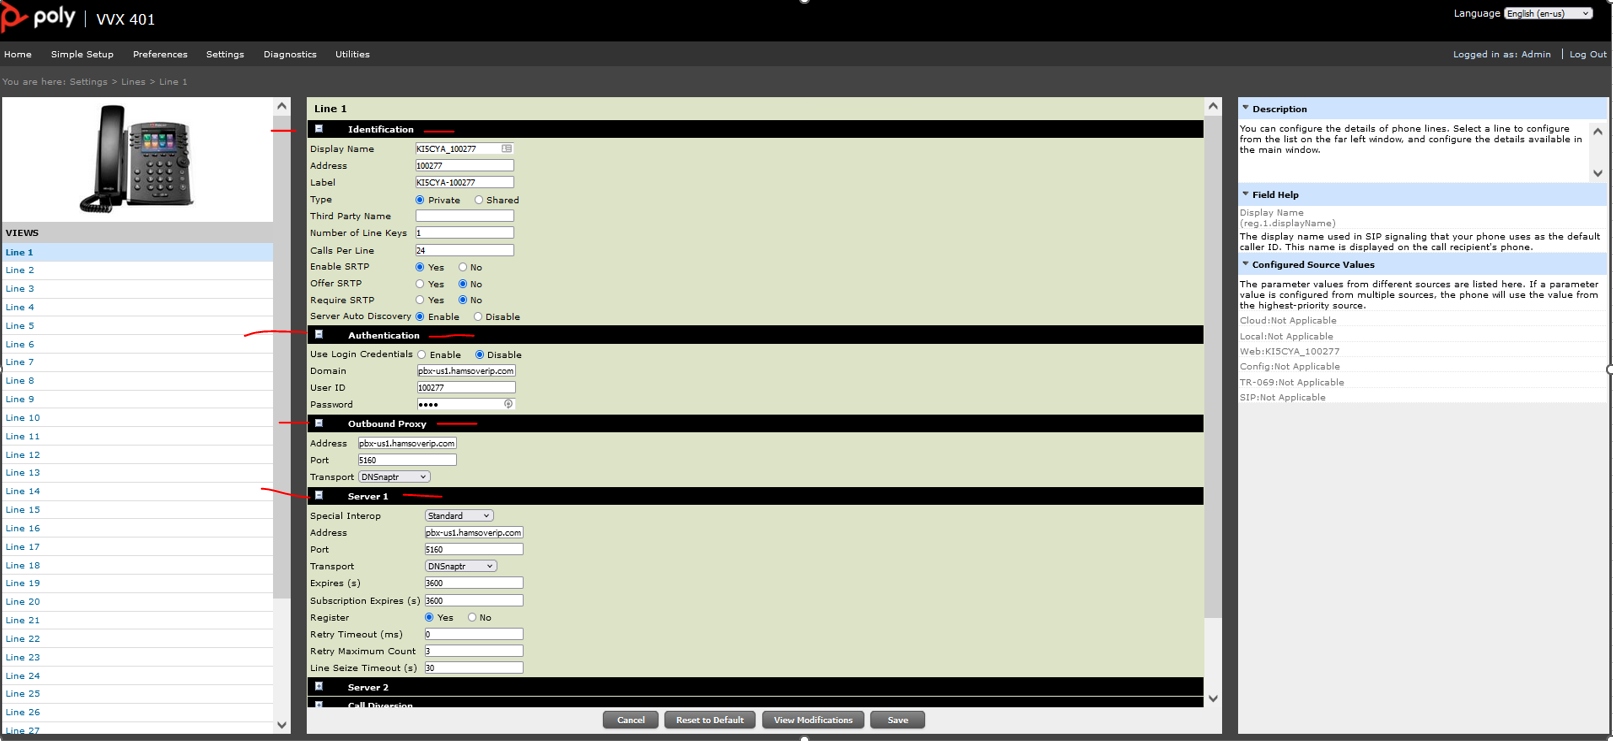 poly | VVX 401
Language English (en-us)
Home Simple Setup Preferences Settings Diagnostics Utilities
Logged in as: Admin | Log Out
You are here: Settings > Lines > Line 1
VIEWS
Line 1
Line 2
Line 3
Line 4
Line 5
Line 6
Line 7
Line 8
Line 9
Line 10
Line 11
Line 12
Line 13
Line 14
Line 15
Line 16
Line 17
Line 18
Line 19
Line 20
Line 21
Line 22
Line 23
Line 24
Line 25
Line 26
Line 27
Line 1
Identification
Display Name KI5CYA_100277
Address 100277
Label KI5CYA-100277
Type Private Shared
Third Party Name
Number of Line Keys 1
Calls Per Line 24
Enable SRTP Yes No
Offer SRTP Yes No
Require SRTP Yes No
Server Auto Discovery Enable Disable
Authentication
Use Login Credentials Enable Disable
Domain pbx-us1.hamsoverip.com
User ID 100277
Password ••••
Outbound Proxy
Address pbx-us1.hamsoverip.com
Port 5160
Transport DNSnaptr
Server 1
Special Interop Standard
Address pbx-us1.hamsoverip.com
Port 5160
Transport DNSnaptr
Expires (s) 3600
Subscription Expires (s) 3600
Register Yes No
Retry Timeout (ms) 0
Retry Maximum Count 3
Line Seize Timeout (s) 30
Server 2
Call Diversion
Cancel Reset to Default View Modifications Save
Description
You can configure the details of phone lines. Select a line to configure
from the list on the far left window, and configure the details available in
the main window.
Field Help
Display Name
(reg.1.displayName)
The display name used in SIP signaling that your phone uses as the default
caller ID. This name is displayed on the call recipient's phone.
Configured Source Values
The parameter values from different sources are listed here. If a parameter
value is configured from multiple sources, the phone will use the value from
the highest-priority source.
Cloud:Not Applicable
Local:Not Applicable
Web:KI5CYA_100277
Config:Not Applicable
TR-069:Not Applicable
SIP:Not Applicable